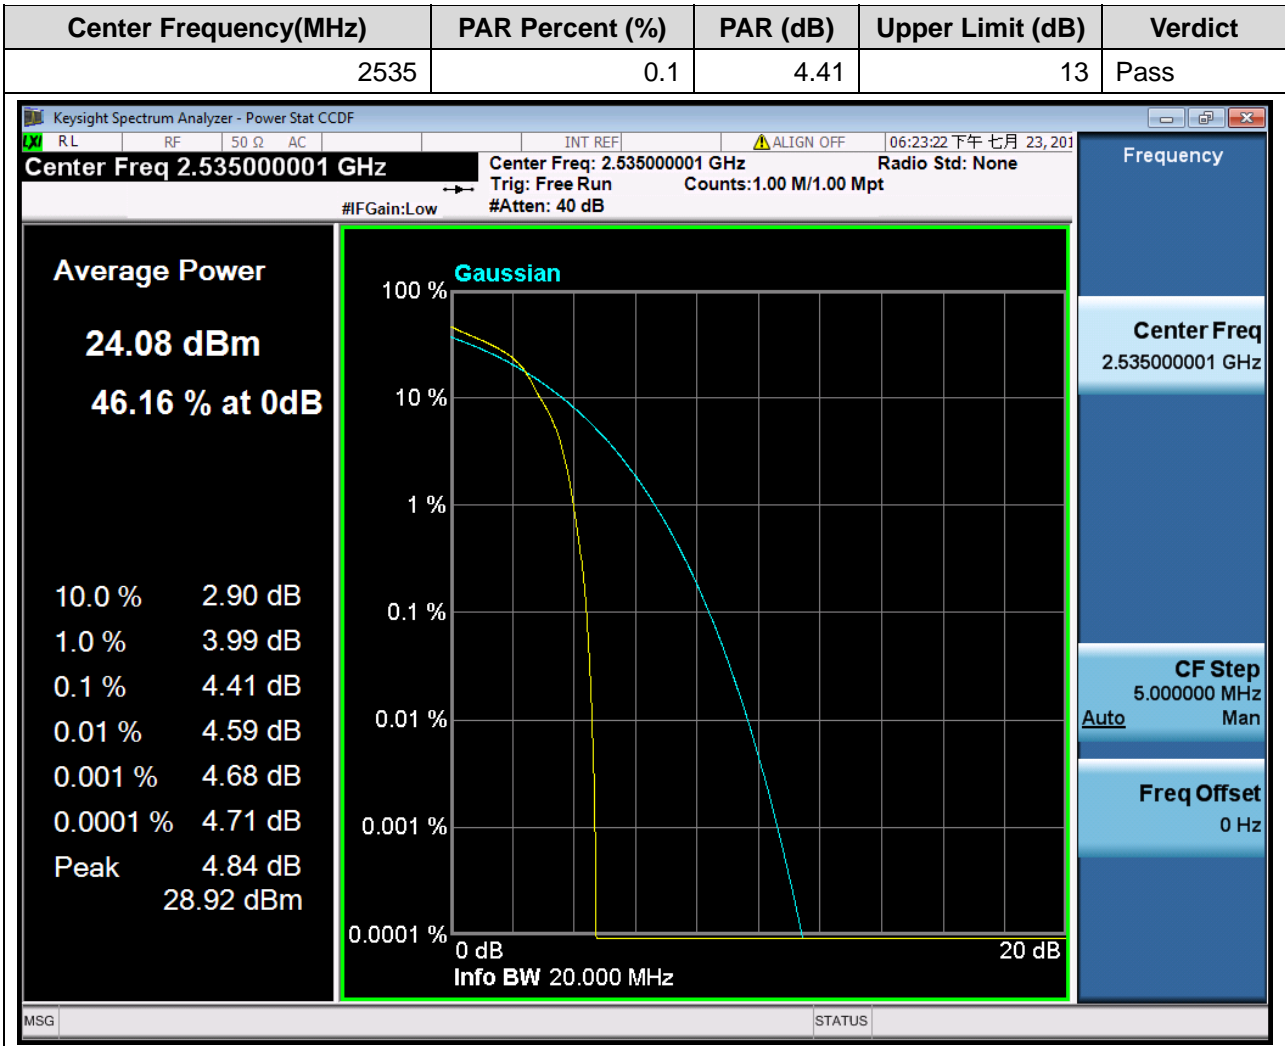 Center Frequency(MHz) PAR Percent (%) PAR (dB) Upper Limit (dB) Verdict
2535 0.1 4.41 13 Pass
Keysight Spectrum Analyzer - Power Stat CCDF
LXI RL RF 50 Ω AC INT REF ALIGN OFF 06:23:22 下午 七月 23, 201
Center Freq 2.535000001 GHz
Center Freq: 2.535000001 GHz Radio Std: None
Trig: Free Run Counts:1.00 M/1.00 Mpt
#IFGain:Low #Atten: 40 dB
Average Power
24.08 dBm
46.16 % at 0dB
10.0 % 2.90 dB
1.0 % 3.99 dB
0.1 % 4.41 dB
0.01 % 4.59 dB
0.001 % 4.68 dB
0.0001 % 4.71 dB
Peak 4.84 dB
28.92 dBm
Gaussian
100 %
10 %
1 %
0.1 %
0.01 %
0.001 %
0.0001 %
0 dB 20 dB
Info BW 20.000 MHz
Frequency
Center Freq
2.535000001 GHz
CF Step
5.000000 MHz
Auto Man
Freq Offset
0 Hz
MSG STATUS